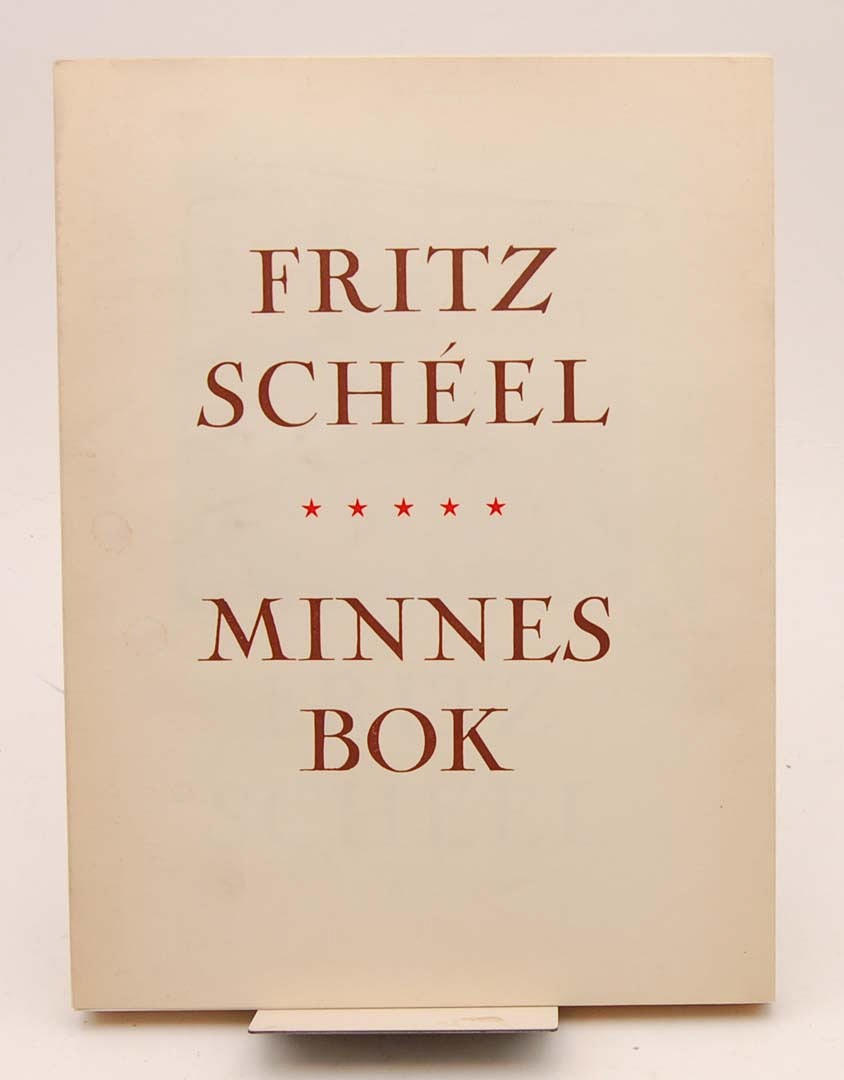 FRITZ
SCHÉEL
★ ★ ★ ★ ★
MINNES
BOK